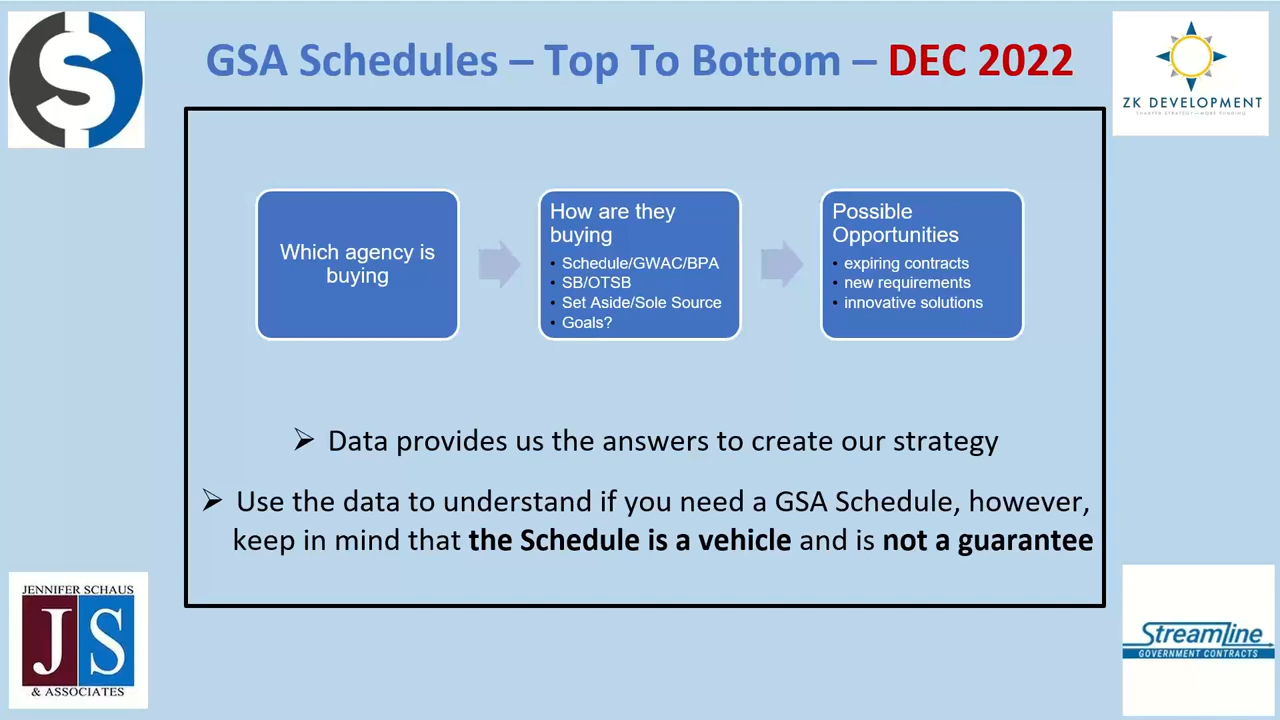 GSA Schedules – Top To Bottom – DEC 2022
ZK DEVELOPMENT
Which agency is
buying
How are they
buying
• Schedule/GWAC/BPA
• SB/OTSB
• Set Aside/Sole Source
• Goals?
Possible
Opportunities
• expiring contracts
• new requirements
• innovative solutions
➢ Data provides us the answers to create our strategy
➢ Use the data to understand if you need a GSA Schedule, however,
keep in mind that the Schedule is a vehicle and is not a guarantee
JENNIFER SCHAUS
JS
& ASSOCIATES
Streamline
GOVERNMENT CONTRACTS